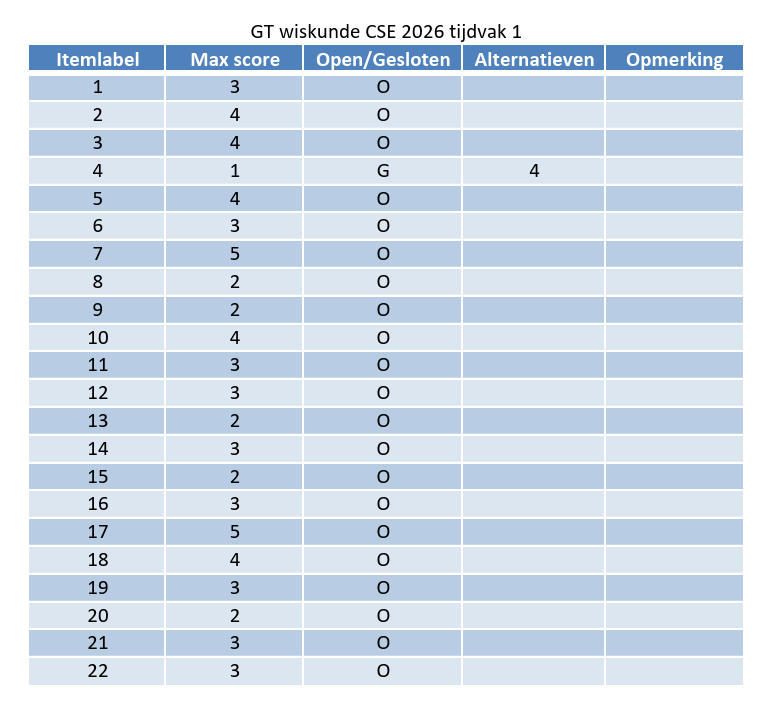 GT wiskunde CSE 2026 tijdvak 1
Itemlabel Max score Open/Gesloten Alternatieven Opmerking
1 3 O
2 4 O
3 4 O
4 1 G 4
5 4 O
6 3 O
7 5 O
8 2 O
9 2 O
10 4 O
11 3 O
12 3 O
13 2 O
14 3 O
15 2 O
16 3 O
17 5 O
18 4 O
19 3 O
20 2 O
21 3 O
22 3 O